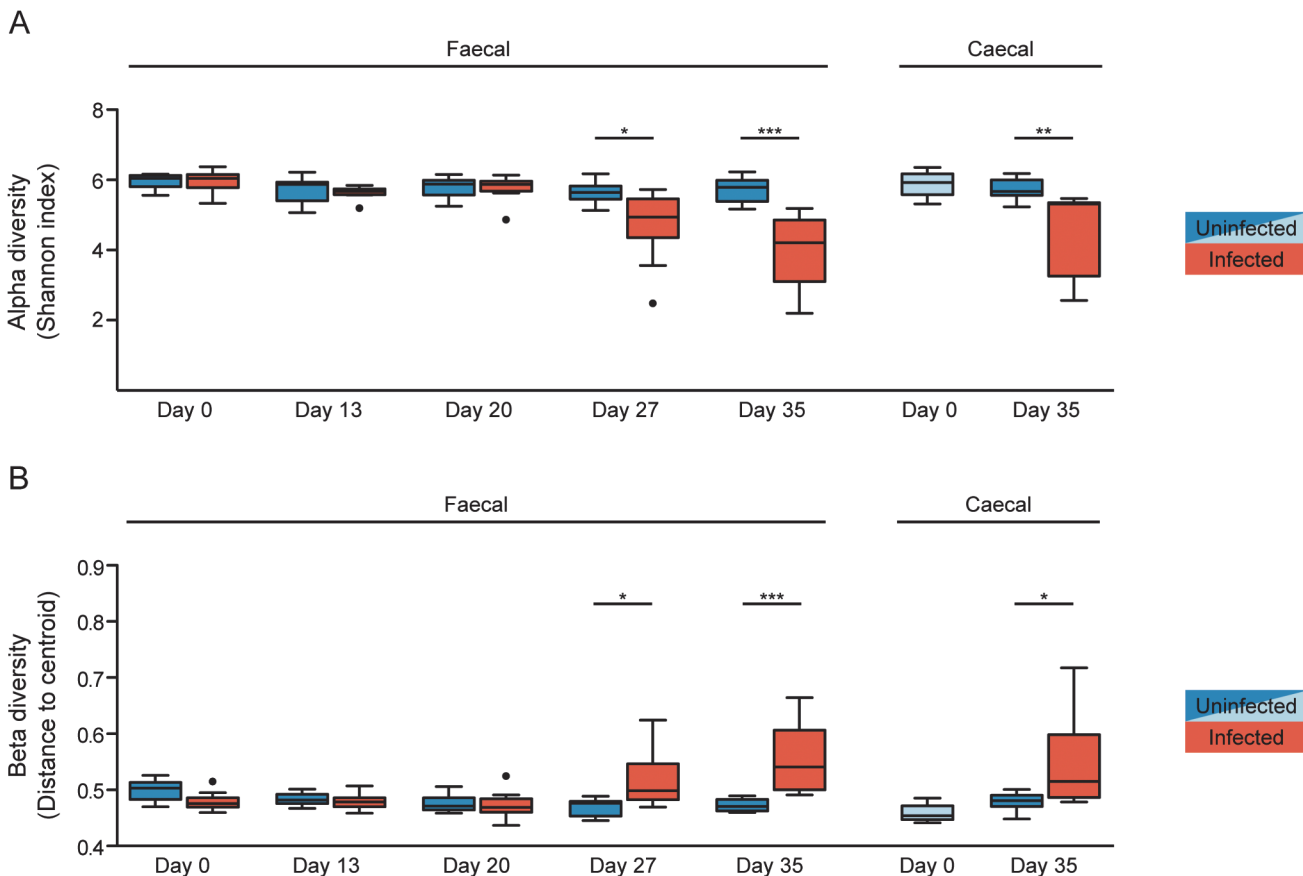 A
Faecal
Caecal
Alpha diversity
(Shannon index)
8
6
4
2
*
***
**
Day 0
Day 13
Day 20
Day 27
Day 35
Day 0
Day 35
Uninfected
Infected
B
Faecal
Caecal
Beta diversity
(Distance to centroid)
0.9
0.8
0.7
0.6
0.5
0.4
*
***
*
Day 0
Day 13
Day 20
Day 27
Day 35
Day 0
Day 35
Uninfected
Infected